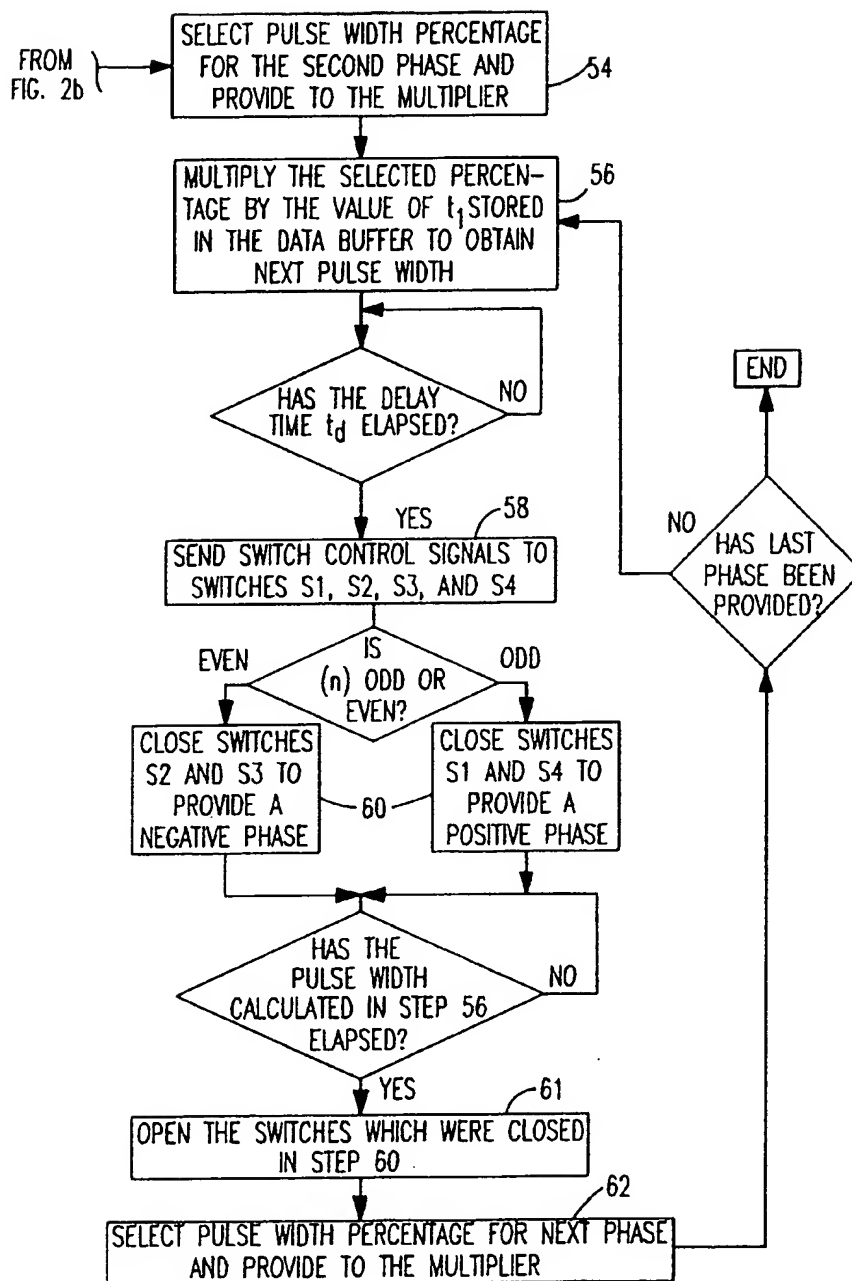 SELECT PULSE WIDTH PERCENTAGE
FOR THE SECOND PHASE AND
PROVIDE TO THE MULTIPLIER
FROM
FIG. 2b
54
MULTIPLY THE SELECTED PERCEN-
TAGE BY THE VALUE OF t1 STORED
IN THE DATA BUFFER TO OBTAIN
NEXT PULSE WIDTH
56
HAS THE DELAY
TIME td ELAPSED?
NO
YES
58
SEND SWITCH CONTROL SIGNALS TO
SWITCHES S1, S2, S3, AND S4
IS
(n) ODD OR
EVEN?
EVEN
ODD
CLOSE SWITCHES
S2 AND S3 TO
PROVIDE A
NEGATIVE PHASE
60
CLOSE SWITCHES
S1 AND S4 TO
PROVIDE A
POSITIVE PHASE
HAS THE
PULSE WIDTH
CALCULATED IN STEP 56
ELAPSED?
NO
YES
61
OPEN THE SWITCHES WHICH WERE CLOSED
IN STEP 60
62
SELECT PULSE WIDTH PERCENTAGE FOR NEXT PHASE
AND PROVIDE TO THE MULTIPLIER
HAS LAST
PHASE BEEN
PROVIDED?
NO
END